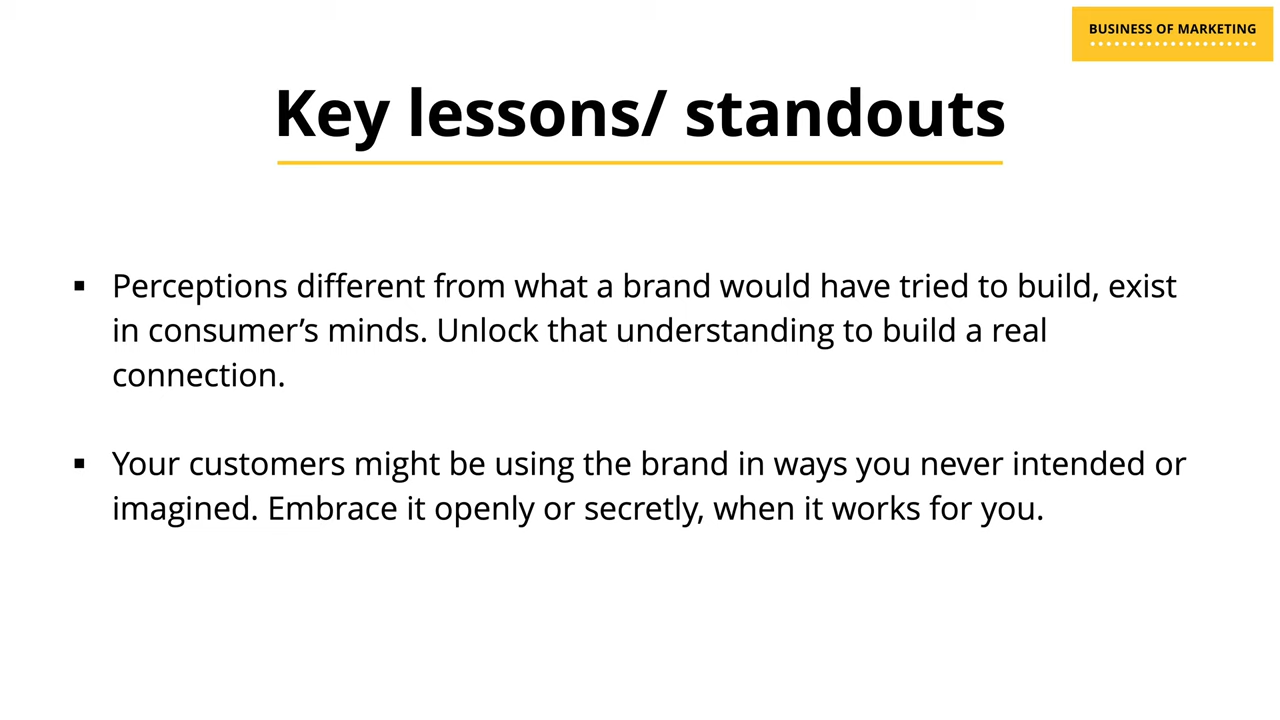 BUSINESS OF MARKETING
Key lessons/ standouts
▪ Perceptions different from what a brand would have tried to build, exist
in consumer’s minds. Unlock that understanding to build a real
connection.
▪ Your customers might be using the brand in ways you never intended or
imagined. Embrace it openly or secretly, when it works for you.